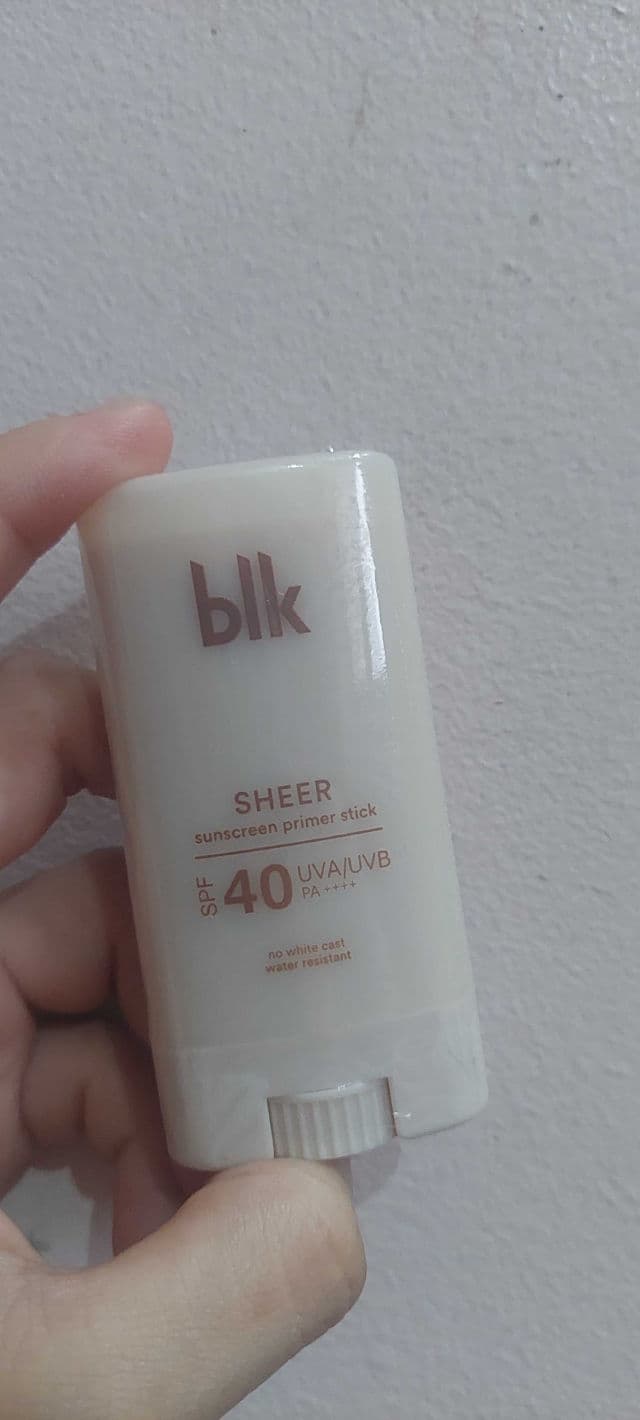 blk
SHEER
sunscreen primer stick
SPF 40 UVA/UVB
PA ++++
no white cast
water resistant